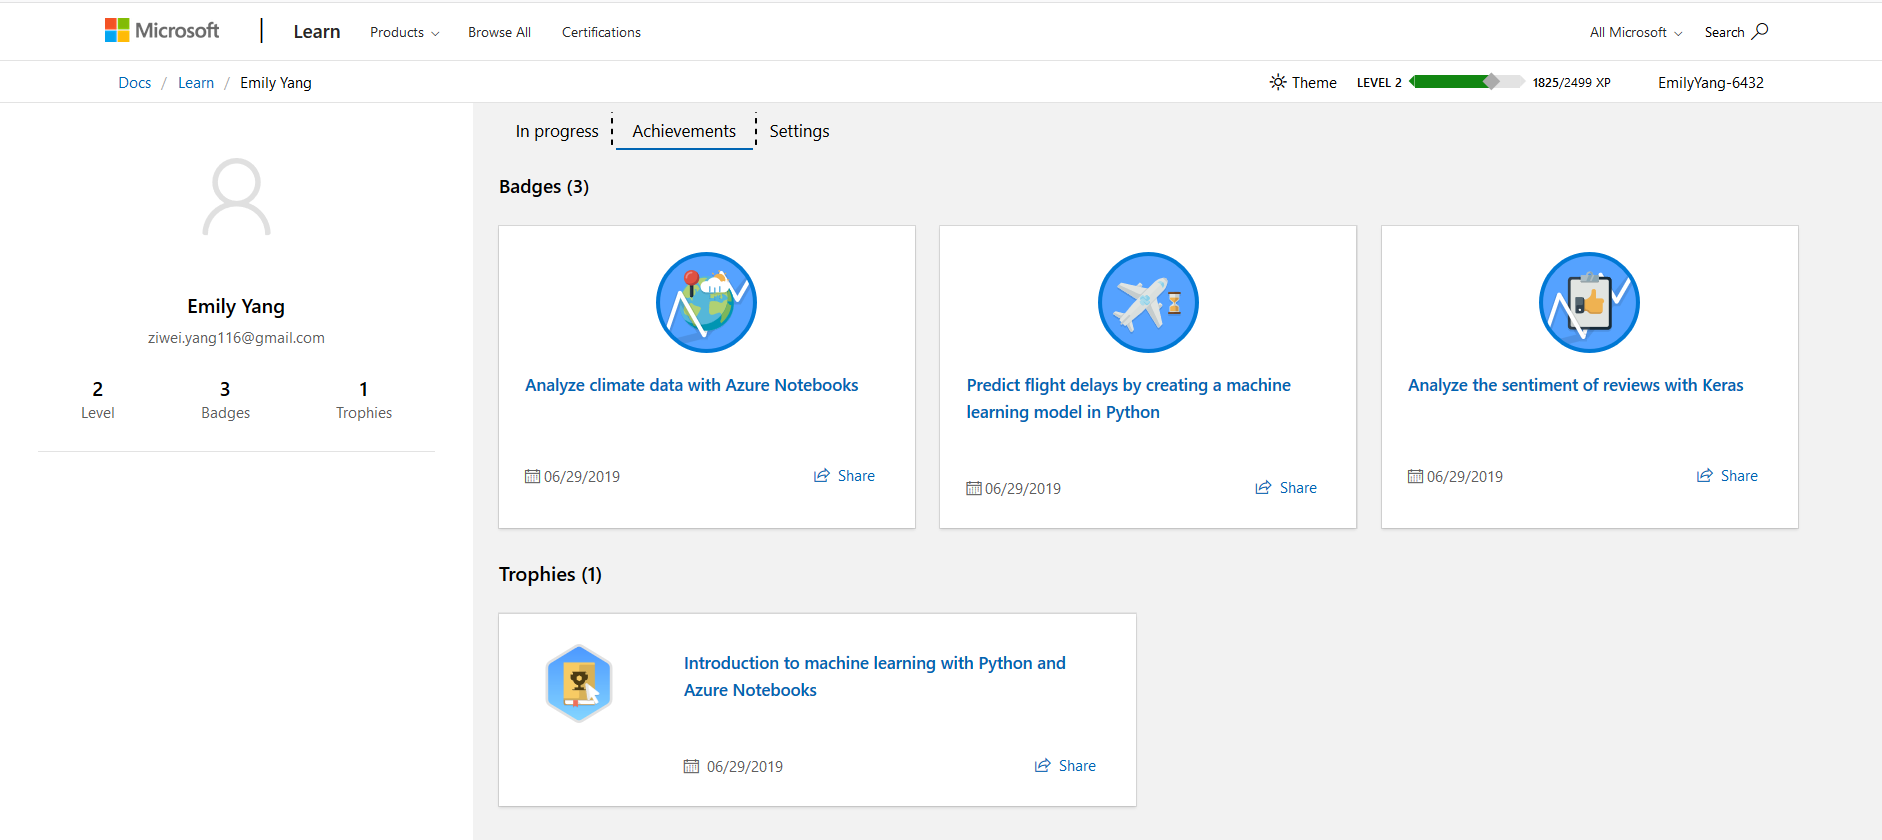 Microsoft | Learn Products Browse All Certifications All Microsoft Search
Docs / Learn / Emily Yang Theme LEVEL 2 1825/2499 XP EmilyYang-6432
In progress Achievements Settings
Emily Yang
ziwei.yang116@gmail.com
2 3 1
Level Badges Trophies
Badges (3)
Analyze climate data with Azure Notebooks
06/29/2019 Share
Predict flight delays by creating a machine
learning model in Python
06/29/2019 Share
Analyze the sentiment of reviews with Keras
06/29/2019 Share
Trophies (1)
Introduction to machine learning with Python and
Azure Notebooks
06/29/2019 Share